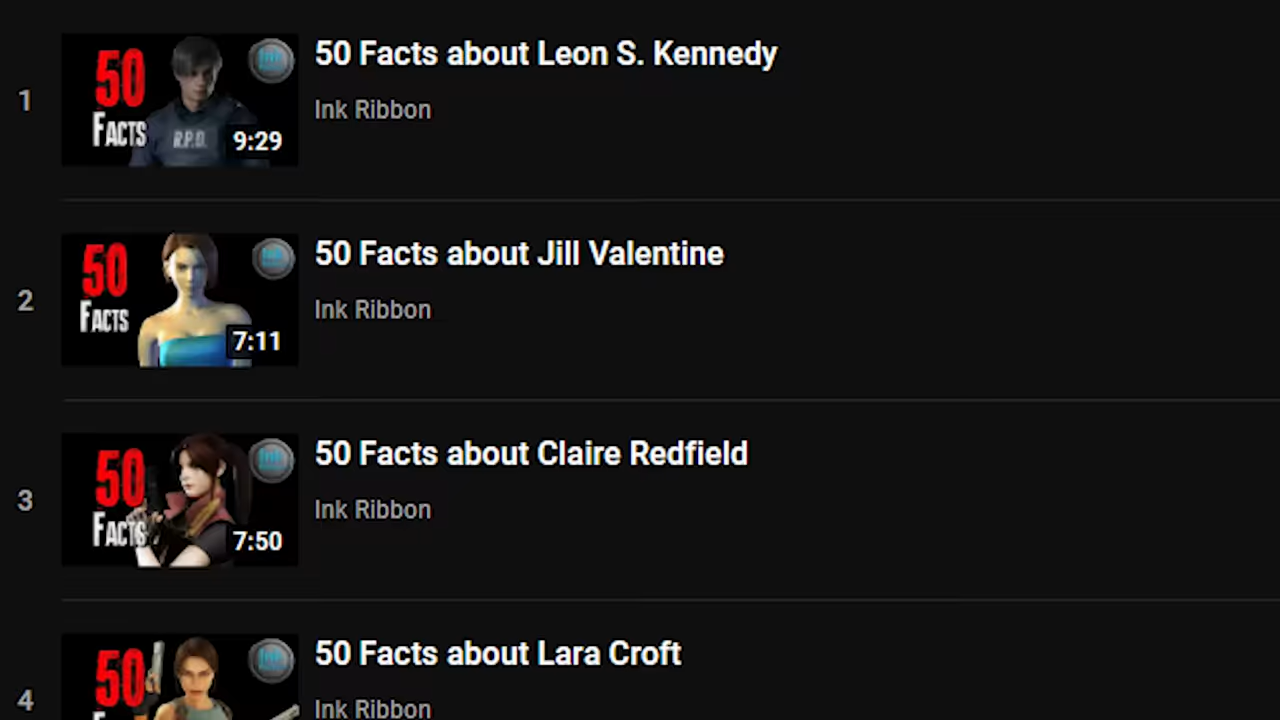 1
50
FACTS
R.P.D.
9:29
50 Facts about Leon S. Kennedy
Ink Ribbon
2
50
FACTS
7:11
50 Facts about Jill Valentine
Ink Ribbon
3
50
FACTS
7:50
50 Facts about Claire Redfield
Ink Ribbon
4
50
50 Facts about Lara Croft
Ink Ribbon